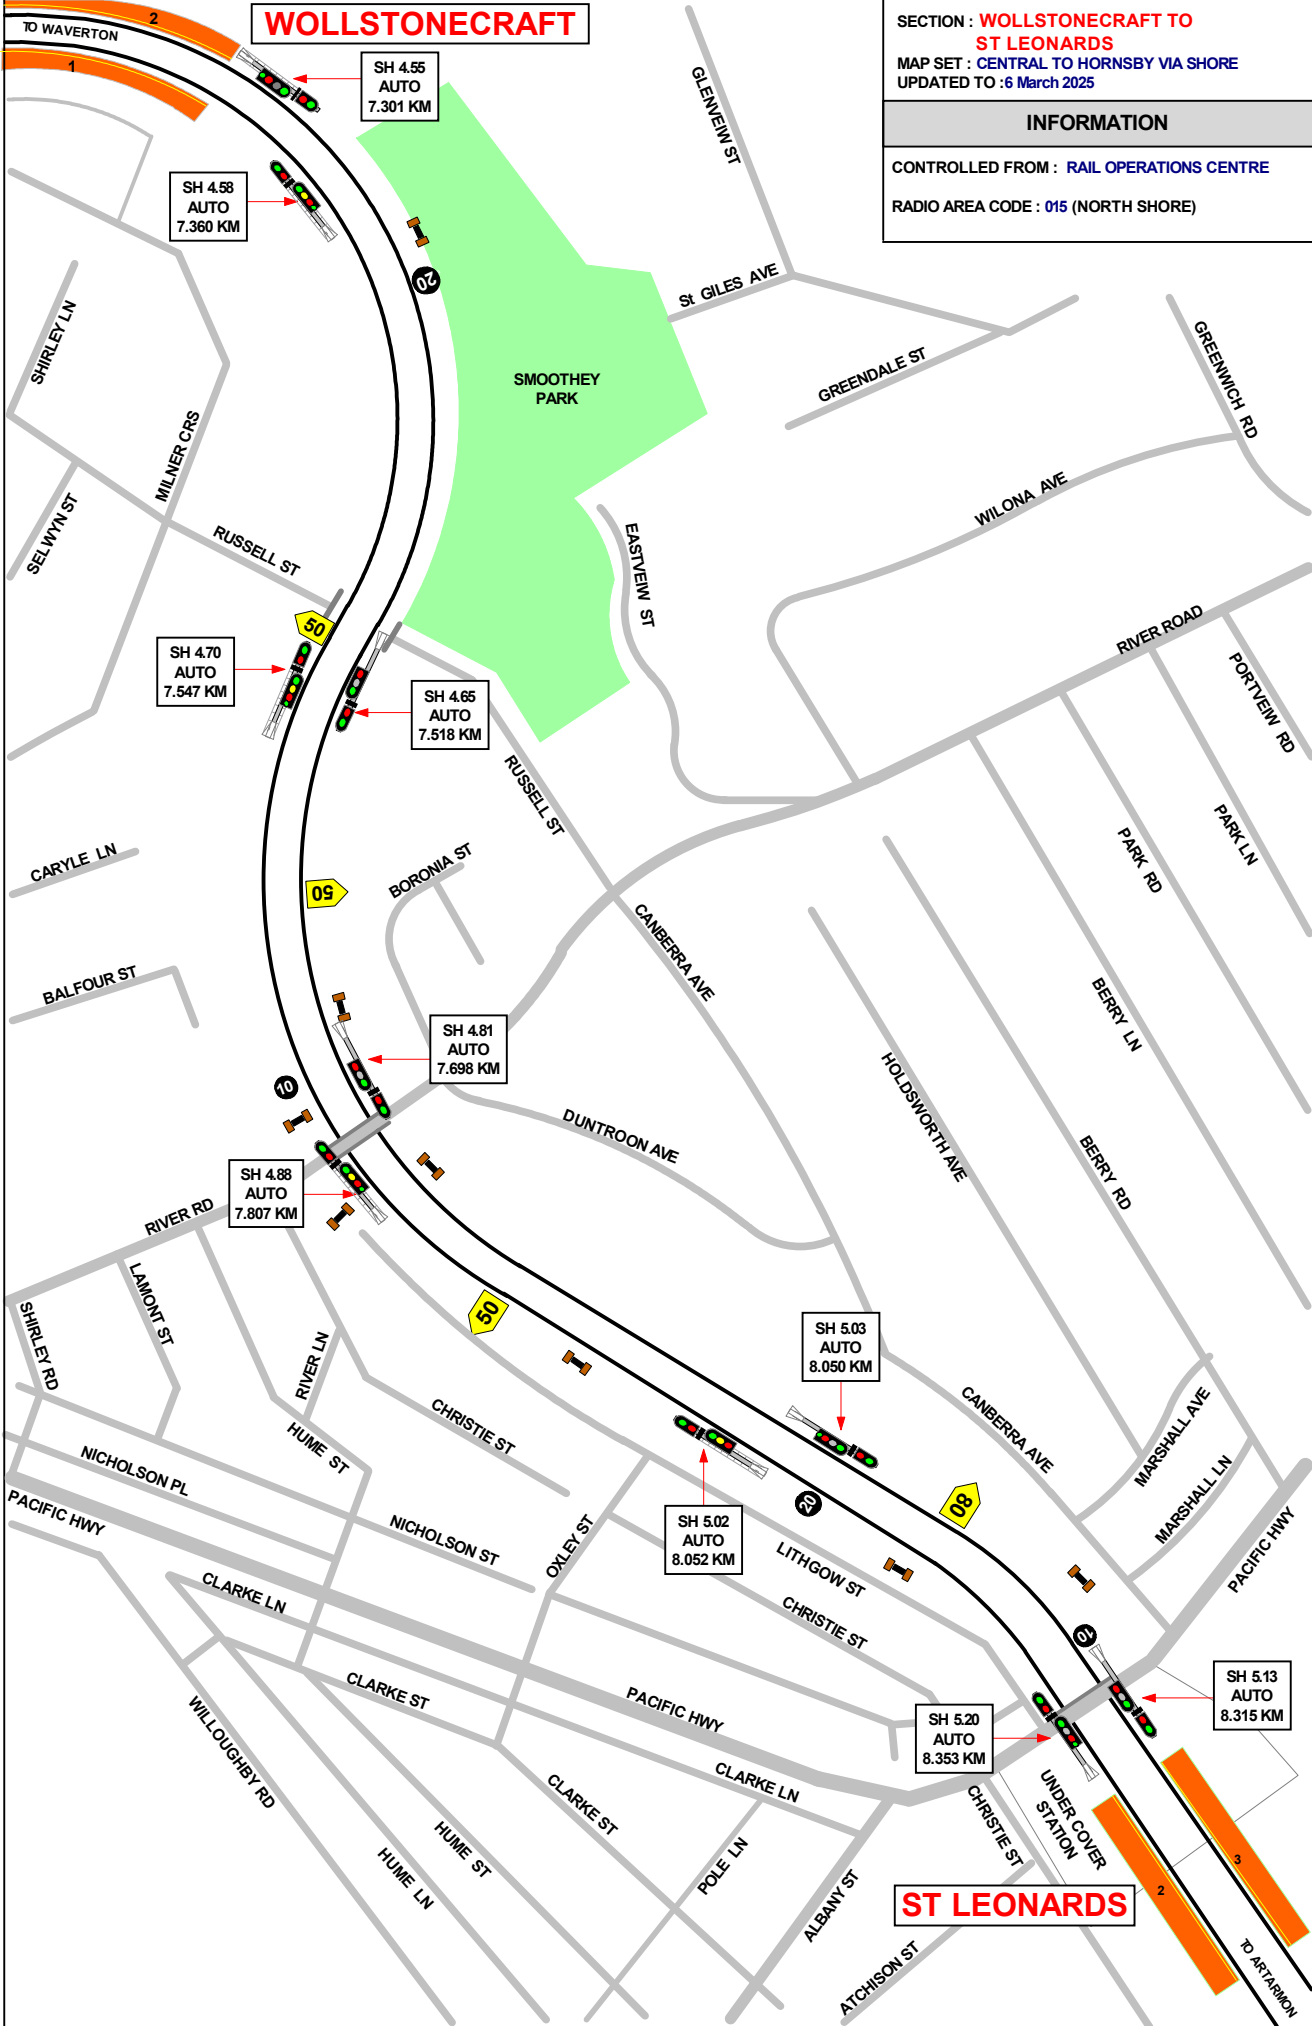 WOLLSTONECRAFT
SECTION : WOLLSTONECRAFT TO
ST LEONARDS
MAP SET : CENTRAL TO HORNSBY VIA SHORE
UPDATED TO :6 March 2025
INFORMATION
CONTROLLED FROM : RAIL OPERATIONS CENTRE
RADIO AREA CODE : 015 (NORTH SHORE)
TO WAVERTON
2
1
SH 4.55
AUTO
7.301 KM
SH 4.58
AUTO
7.360 KM
20
GLENVEIW ST
St GILES AVE
GREENDALE ST
GREENWICH RD
SHIRLEY LN
SMOOTHEY
PARK
MILNER CRS
SELWYN ST
RUSSELL ST
WILONA AVE
EASTVEIW ST
50
SH 4.70
AUTO
7.547 KM
SH 4.65
AUTO
7.518 KM
RIVER ROAD
PORTVEIW RD
RUSSELL ST
PARK LN
PARK RD
CARYLE LN
50
BORONIA ST
CANBERRA AVE
BALFOUR ST
BERRY LN
SH 4.81
AUTO
7.698 KM
10
HOLDSWORTH AVE
DUNTROON AVE
BERRY RD
SH 4.88
AUTO
7.807 KM
RIVER RD
LAMONT ST
SHIRLEY RD
RIVER LN
50
SH 5.03
AUTO
8.050 KM
CHRISTIE ST
CANBERRA AVE
MARSHALL AVE
HUME ST
NICHOLSON PL
MARSHALL LN
PACIFIC HWY
PACIFIC HWY
80
20
SH 5.02
AUTO
8.052 KM
NICHOLSON ST
OXLEY ST
LITHGOW ST
CLARKE LN
CHRISTIE ST
10
CLARKE ST
PACIFIC HWY
SH 5.13
AUTO
8.315 KM
SH 5.20
AUTO
8.353 KM
WILLOUGHBY RD
CLARKE LN
CLARKE ST
UNDER COVER
STATION
CHRISTIE ST
HUME ST
POLE LN
HUME LN
ALBANY ST
3
2
ST LEONARDS
ATCHISON ST
TO ARTARMON